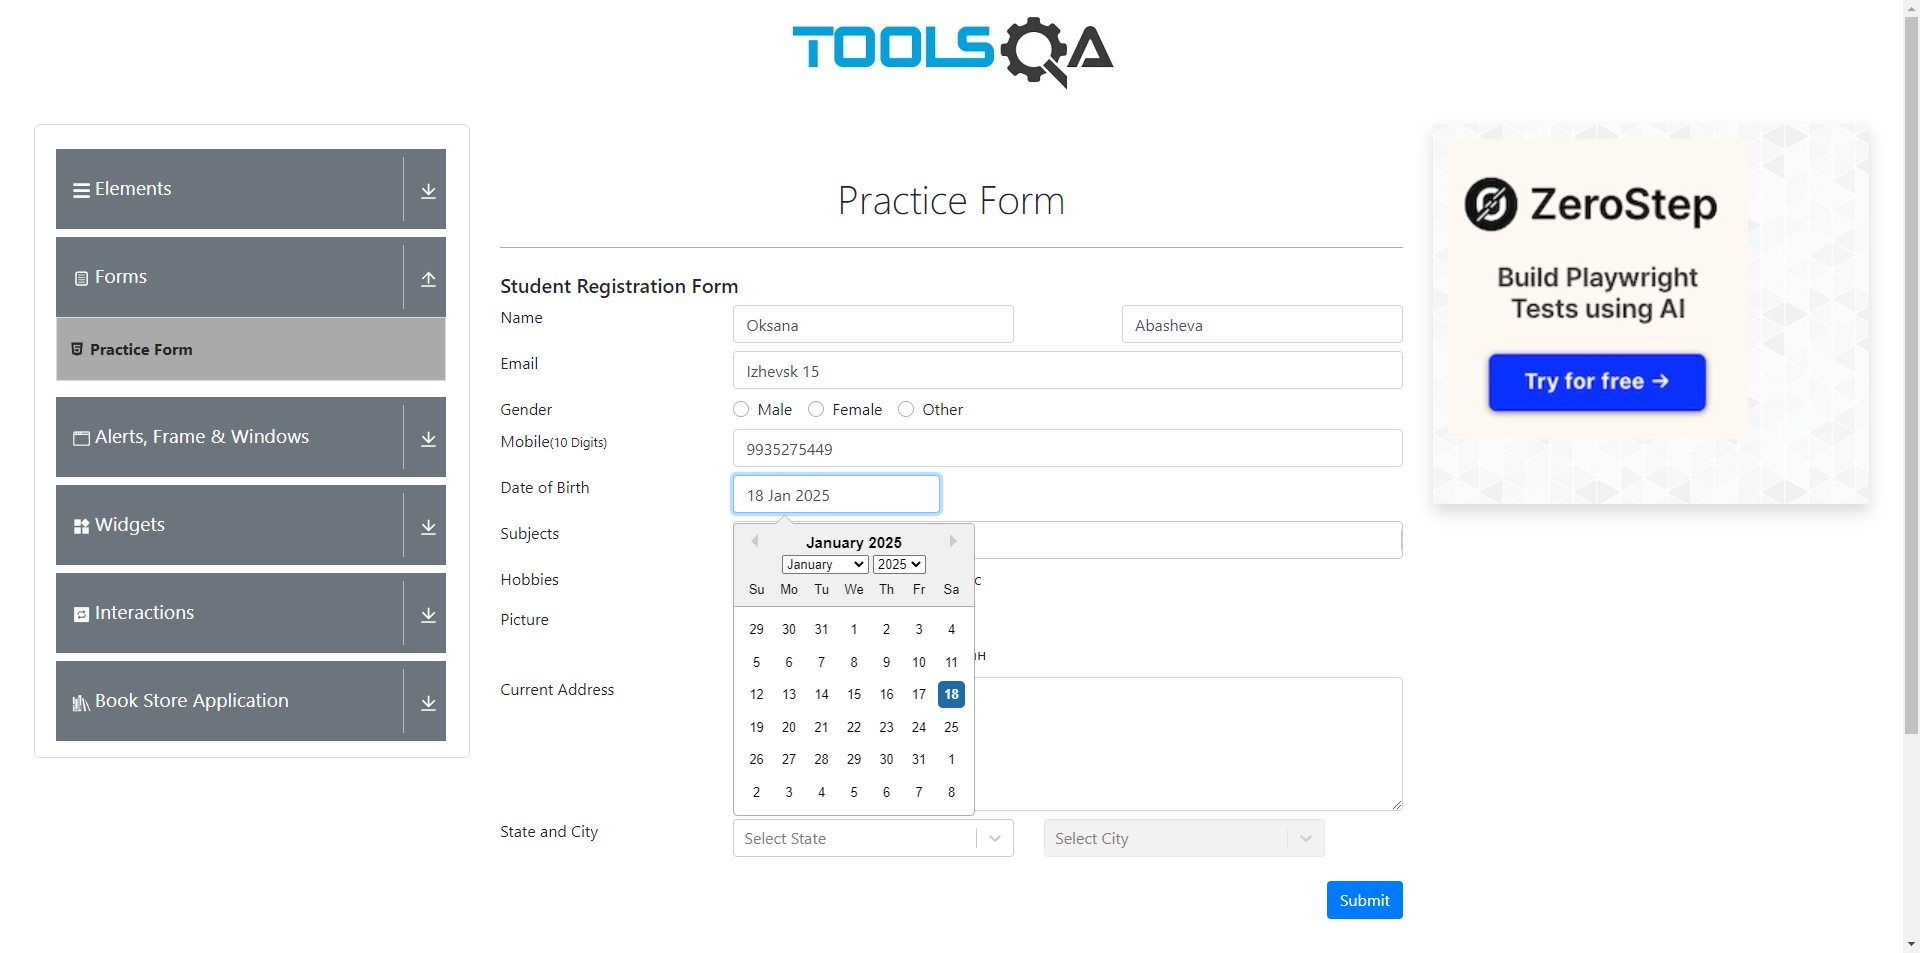 TOOLSQA
Elements
Forms
Practice Form
Alerts, Frame & Windows
Widgets
Interactions
Book Store Application
Practice Form
Student Registration Form
Name
Oksana
Abasheva
Email
Izhevsk 15
Gender
Male
Female
Other
Mobile(10 Digits)
9935275449
Date of Birth
18 Jan 2025
Subjects
January 2025
January
2025
Su Mo Tu We Th Fr Sa
29 30 31 1 2 3 4
5 6 7 8 9 10 11
12 13 14 15 16 17 18
19 20 21 22 23 24 25
26 27 28 29 30 31 1
2 3 4 5 6 7 8
Hobbies
Picture
Current Address
State and City
Select State
Select City
Submit
ZeroStep
Build Playwright
Tests using AI
Try for free →